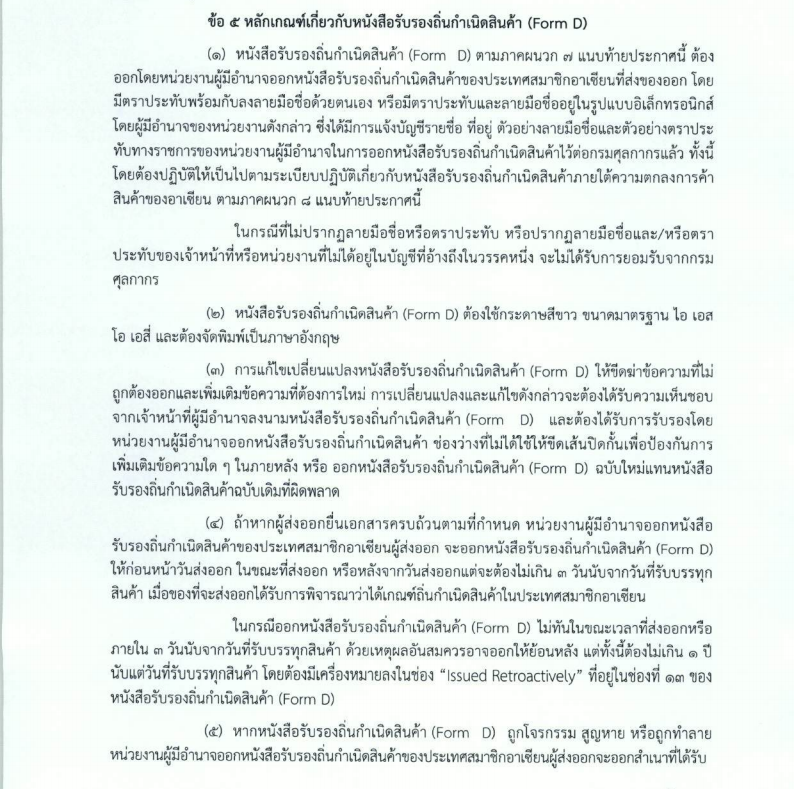 ข้อ ๕ หลักเกณฑ์เกี่ยวกับหนังสือรับรองถิ่นกำเนิดสินค้า (Form D)
(๑) หนังสือรับรองถิ่นกำเนิดสินค้า (Form D) ตามภาคผนวก ๗ แนบท้ายประกาศนี้ ต้อง
ออกโดยหน่วยงานผู้มีอำนาจออกหนังสือรับรองถิ่นกำเนิดสินค้าของประเทศสมาชิกอาเซียนที่ส่งของออก โดย
มีตราประทับพร้อมกับลงลายมือชื่อด้วยตนเอง หรือมีตราประทับและลายมือชื่ออยู่ในรูปแบบอิเล็กทรอนิกส์
โดยผู้มีอำนาจของหน่วยงานดังกล่าว ซึ่งได้มีการแจ้งบัญชีรายชื่อ ที่อยู่ ตัวอย่างลายมือชื่อและตัวอย่างตราประ
ทับทางราชการของหน่วยงานผู้มีอำนาจในการออกหนังสือรับรองถิ่นกำเนิดสินค้าไว้ต่อกรมศุลกากรแล้ว ทั้งนี้
โดยต้องปฏิบัติให้เป็นไปตามระเบียบปฏิบัติเกี่ยวกับหนังสือรับรองถิ่นกำเนิดสินค้าภายใต้ความตกลงการค้า
สินค้าของอาเซียน ตามภาคผนวก ๘ แนบท้ายประกาศนี้
ในกรณีที่ไม่ปรากฏลายมือชื่อหรือตราประทับ หรือปรากฏลายมือชื่อและ/หรือตรา
ประทับของเจ้าหน้าที่หรือหน่วยงานที่ไม่ได้อยู่ในบัญชีที่อ้างถึงในวรรคหนึ่ง จะไม่ได้รับการยอมรับจากกรม
ศุลกากร
(๒) หนังสือรับรองถิ่นกำเนิดสินค้า (Form D) ต้องใช้กระดาษสีขาว ขนาดมาตรฐาน ไอ เอส
โอ เอสี่ และต้องจัดพิมพ์เป็นภาษาอังกฤษ
(๓) การแก้ไขเปลี่ยนแปลงหนังสือรับรองถิ่นกำเนิดสินค้า (Form D) ให้ขีดฆ่าข้อความที่ไม่
ถูกต้องออกและเพิ่มเติมข้อความที่ต้องการใหม่ การเปลี่ยนแปลงและแก้ไขดังกล่าวจะต้องได้รับความเห็นชอบ
จากเจ้าหน้าที่ผู้มีอำนาจลงนามหนังสือรับรองถิ่นกำเนิดสินค้า (Form D) และต้องได้รับการรับรองโดย
หน่วยงานผู้มีอำนาจออกหนังสือรับรองถิ่นกำเนิดสินค้า ช่องว่างที่ไม่ได้ใช้ให้ขีดเส้นปิดกั้นเพื่อป้องกันการ
เพิ่มเติมข้อความใด ๆ ในภายหลัง หรือ ออกหนังสือรับรองถิ่นกำเนิดสินค้า (Form D) ฉบับใหม่แทนหนังสือ
รับรองถิ่นกำเนิดสินค้าฉบับเดิมที่ผิดพลาด
(๔) ถ้าหากผู้ส่งออกยื่นเอกสารครบถ้วนตามที่กำหนด หน่วยงานผู้มีอำนาจออกหนังสือ
รับรองถิ่นกำเนิดสินค้าของประเทศสมาชิกอาเซียนผู้ส่งออก จะออกหนังสือรับรองถิ่นกำเนิดสินค้า (Form D)
ให้ก่อนหน้าวันส่งออก ในขณะที่ส่งออก หรือหลังจากวันส่งออกแต่จะต้องไม่เกิน ๓ วันนับจากวันที่รับบรรทุก
สินค้า เมื่อของที่จะส่งออกได้รับการพิจารณาว่าได้เกณฑ์ถิ่นกำเนิดสินค้าในประเทศสมาชิกอาเซียน
ในกรณีออกหนังสือรับรองถิ่นกำเนิดสินค้า (Form D) ไม่ทันในขณะเวลาที่ส่งออกหรือ
ภายใน ๓ วันนับจากวันที่รับบรรทุกสินค้า ด้วยเหตุผลอันสมควรอาจออกให้ย้อนหลัง แต่ทั้งนี้ต้องไม่เกิน ๑ ปี
นับแต่วันที่รับบรรทุกสินค้า โดยต้องมีเครื่องหมายลงในช่อง “Issued Retroactively” ที่อยู่ในช่องที่ ๑๓ ของ
หนังสือรับรองถิ่นกำเนิดสินค้า (Form D)
(๕) หากหนังสือรับรองถิ่นกำเนิดสินค้า (Form D) ถูกโจรกรรม สูญหาย หรือถูกทำลาย
หน่วยงานผู้มีอำนาจออกหนังสือรับรองถิ่นกำเนิดสินค้าของประเทศสมาชิกอาเซียนผู้ส่งออกจะออกสำเนาที่ได้รับ